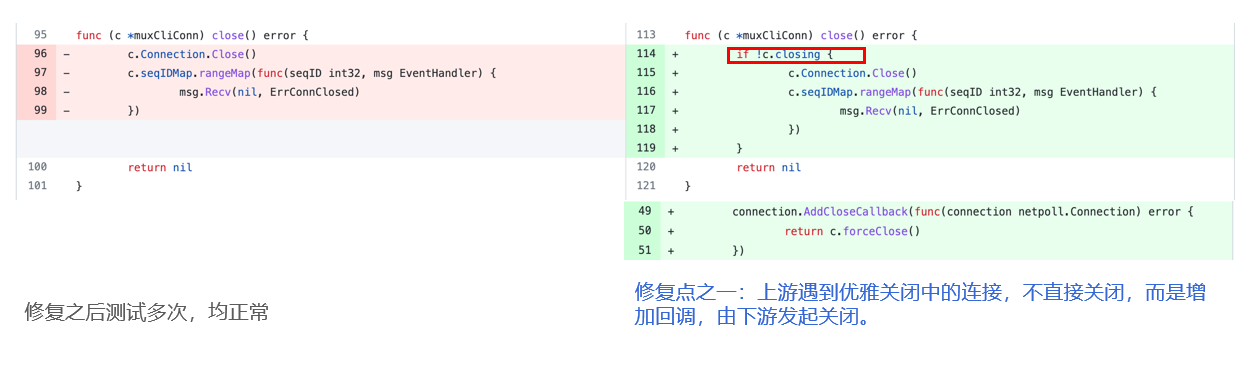 95 func (c *muxCliConn) close() error {
96 - c.Connection.Close()
97 - c.seqIDMap.rangeMap(func(seqID int32, msg EventHandler) {
98 - msg.Recv(nil, ErrConnClosed)
99 - })
100 return nil
101 }
113 func (c *muxCliConn) close() error {
114 + if !c.closing {
115 + c.Connection.Close()
116 + c.seqIDMap.rangeMap(func(seqID int32, msg EventHandler) {
117 + msg.Recv(nil, ErrConnClosed)
118 + })
119 + }
120 return nil
121 }
49 + connection.AddCloseCallback(func(connection netpoll.Connection) error {
50 + return c.forceClose()
51 + })
修复之后测试多次，均正常
修复点之一：上游遇到优雅关闭中的连接，不直接关闭，而是增
加回调，由下游发起关闭。